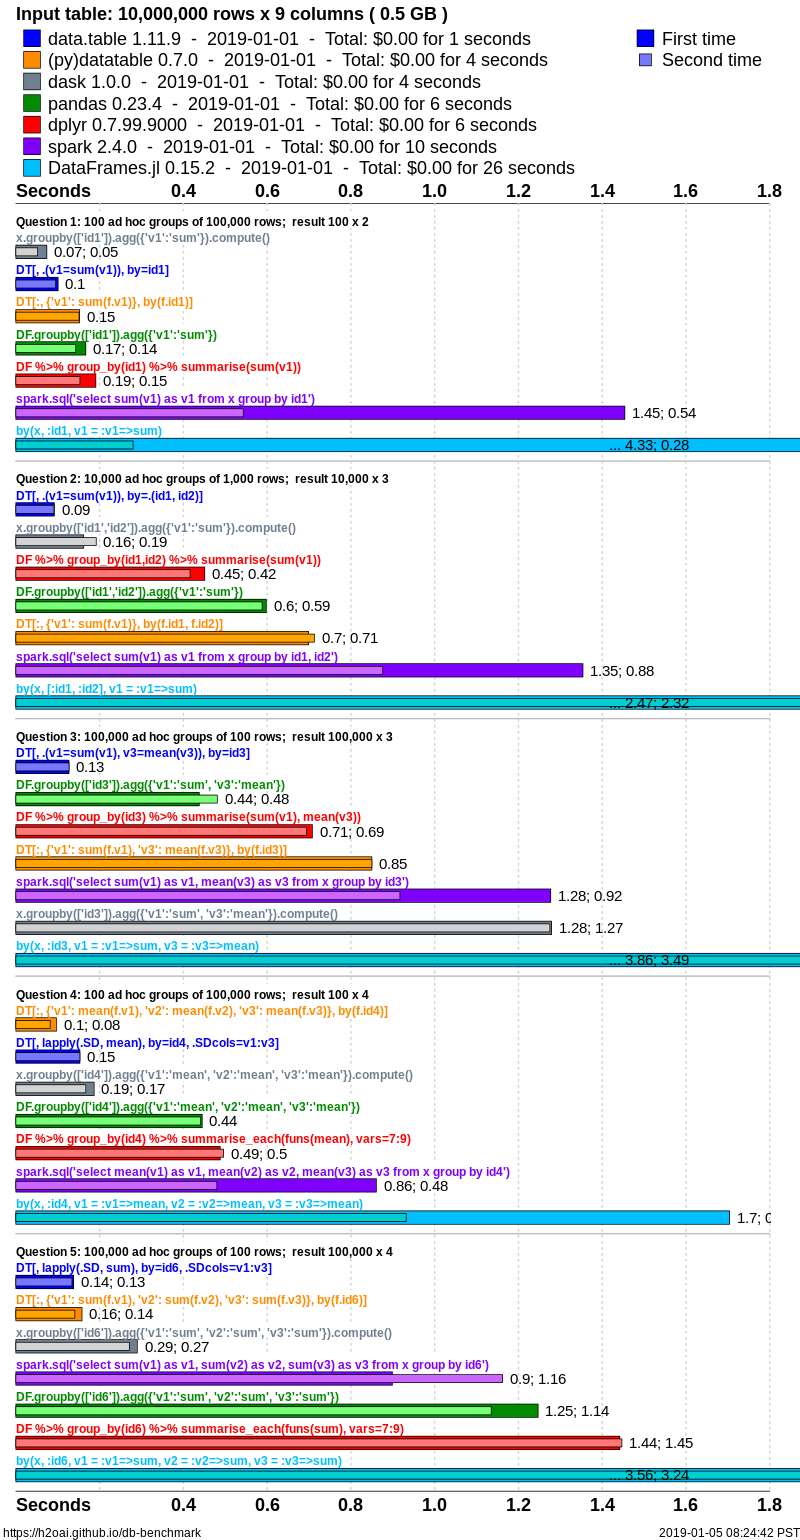 Input table: 10,000,000 rows x 9 columns ( 0.5 GB )
data.table 1.11.9  -  2019-01-01  -  Total: $0.00 for 1 seconds
First time
(py)datatable 0.7.0  -  2019-01-01  -  Total: $0.00 for 4 seconds
Second time
dask 1.0.0  -  2019-01-01  -  Total: $0.00 for 4 seconds
pandas 0.23.4  -  2019-01-01  -  Total: $0.00 for 6 seconds
dplyr 0.7.99.9000  -  2019-01-01  -  Total: $0.00 for 6 seconds
spark 2.4.0  -  2019-01-01  -  Total: $0.00 for 10 seconds
DataFrames.jl 0.15.2  -  2019-01-01  -  Total: $0.00 for 26 seconds
Seconds 0.4 0.6 0.8 1.0 1.2 1.4 1.6 1.8
Question 1: 100 ad hoc groups of 100,000 rows;  result 100 x 2
x.groupby(['id1']).agg({'v1':'sum'}).compute()
0.07; 0.05
DT[, .(v1=sum(v1)), by=id1]
0.1
DT[:, {'v1': sum(f.v1)}, by(f.id1)]
0.15
DF.groupby(['id1']).agg({'v1':'sum'})
0.17; 0.14
DF %>% group_by(id1) %>% summarise(sum(v1))
0.19; 0.15
spark.sql('select sum(v1) as v1 from x group by id1')
1.45; 0.54
by(x, :id1, v1 = :v1=>sum)
... 4.33; 0.28
Question 2: 10,000 ad hoc groups of 1,000 rows;  result 10,000 x 3
DT[, .(v1=sum(v1)), by=.(id1, id2)]
0.09
x.groupby(['id1','id2']).agg({'v1':'sum'}).compute()
0.16; 0.19
DF %>% group_by(id1,id2) %>% summarise(sum(v1))
0.45; 0.42
DF.groupby(['id1','id2']).agg({'v1':'sum'})
0.6; 0.59
DT[:, {'v1': sum(f.v1)}, by(f.id1, f.id2)]
0.7; 0.71
spark.sql('select sum(v1) as v1 from x group by id1, id2')
1.35; 0.88
by(x, [:id1, :id2], v1 = :v1=>sum)
... 2.47; 2.32
Question 3: 100,000 ad hoc groups of 100 rows;  result 100,000 x 3
DT[, .(v1=sum(v1), v3=mean(v3)), by=id3]
0.13
DF.groupby(['id3']).agg({'v1':'sum', 'v3':'mean'})
0.44; 0.48
DF %>% group_by(id3) %>% summarise(sum(v1), mean(v3))
0.71; 0.69
DT[:, {'v1': sum(f.v1), 'v3': mean(f.v3)}, by(f.id3)]
0.85
spark.sql('select sum(v1) as v1, mean(v3) as v3 from x group by id3')
1.28; 0.92
x.groupby(['id3']).agg({'v1':'sum', 'v3':'mean'}).compute()
1.28; 1.27
by(x, :id3, v1 = :v1=>sum, v3 = :v3=>mean)
... 3.86; 3.49
Question 4: 100 ad hoc groups of 100,000 rows;  result 100 x 4
DT[:, {'v1': mean(f.v1), 'v2': mean(f.v2), 'v3': mean(f.v3)}, by(f.id4)]
0.1; 0.08
DT[, lapply(.SD, mean), by=id4, .SDcols=v1:v3]
0.15
x.groupby(['id4']).agg({'v1':'mean', 'v2':'mean', 'v3':'mean'}).compute()
0.19; 0.17
DF.groupby(['id4']).agg({'v1':'mean', 'v2':'mean', 'v3':'mean'})
0.44
DF %>% group_by(id4) %>% summarise_each(funs(mean), vars=7:9)
0.49; 0.5
spark.sql('select mean(v1) as v1, mean(v2) as v2, mean(v3) as v3 from x group by id4')
0.86; 0.48
by(x, :id4, v1 = :v1=>mean, v2 = :v2=>mean, v3 = :v3=>mean)
1.7;
Question 5: 100,000 ad hoc groups of 100 rows;  result 100,000 x 4
DT[, lapply(.SD, sum), by=id6, .SDcols=v1:v3]
0.14; 0.13
DT[:, {'v1': sum(f.v1), 'v2': sum(f.v2), 'v3': sum(f.v3)}, by(f.id6)]
0.16; 0.14
x.groupby(['id6']).agg({'v1':'sum', 'v2':'sum', 'v3':'sum'}).compute()
0.29; 0.27
spark.sql('select sum(v1) as v1, sum(v2) as v2, sum(v3) as v3 from x group by id6')
0.9; 1.16
DF.groupby(['id6']).agg({'v1':'sum', 'v2':'sum', 'v3':'sum'})
1.25; 1.14
DF %>% group_by(id6) %>% summarise_each(funs(sum), vars=7:9)
1.44; 1.45
by(x, :id6, v1 = :v1=>sum, v2 = :v2=>sum, v3 = :v3=>sum)
... 3.56; 3.24
Seconds 0.4 0.6 0.8 1.0 1.2 1.4 1.6 1.8
https://h2oai.github.io/db-benchmark
2019-01-05 08:24:42 PST